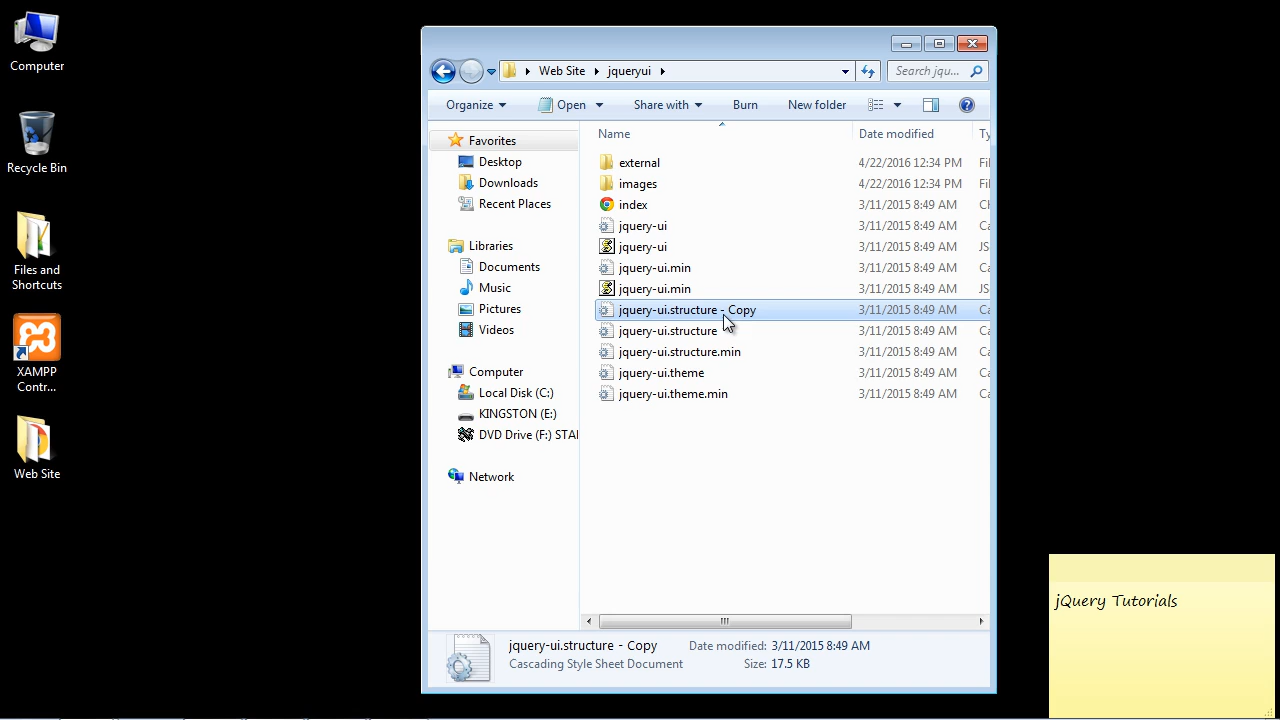 Computer
Recycle Bin
Files and
Shortcuts
XAMPP
Contr...
Web Site
Web Site
jqueryui
Search jqu...
Organize
Open
Share with
Burn
New folder
Favorites
Desktop
Downloads
Recent Places
Libraries
Documents
Music
Pictures
Videos
Computer
Local Disk (C:)
KINGSTON (E:)
DVD Drive (F:) STAI
Network
Name Date modified Ty
external 4/22/2016 12:34 PM Fil
images 4/22/2016 12:34 PM Fil
index 3/11/2015 8:49 AM Ch
jquery-ui 3/11/2015 8:49 AM Ca
jquery-ui 3/11/2015 8:49 AM JS
jquery-ui.min 3/11/2015 8:49 AM Ca
jquery-ui.min 3/11/2015 8:49 AM JS
jquery-ui.structure - Copy 3/11/2015 8:49 AM Ca
jquery-ui.structure 3/11/2015 8:49 AM Ca
jquery-ui.structure.min 3/11/2015 8:49 AM Ca
jquery-ui.theme 3/11/2015 8:49 AM Ca
jquery-ui.theme.min 3/11/2015 8:49 AM Ca
jquery-ui.structure - Copy Date modified: 3/11/2015 8:49 AM
Cascading Style Sheet Document Size: 17.5 KB
jQuery Tutorials